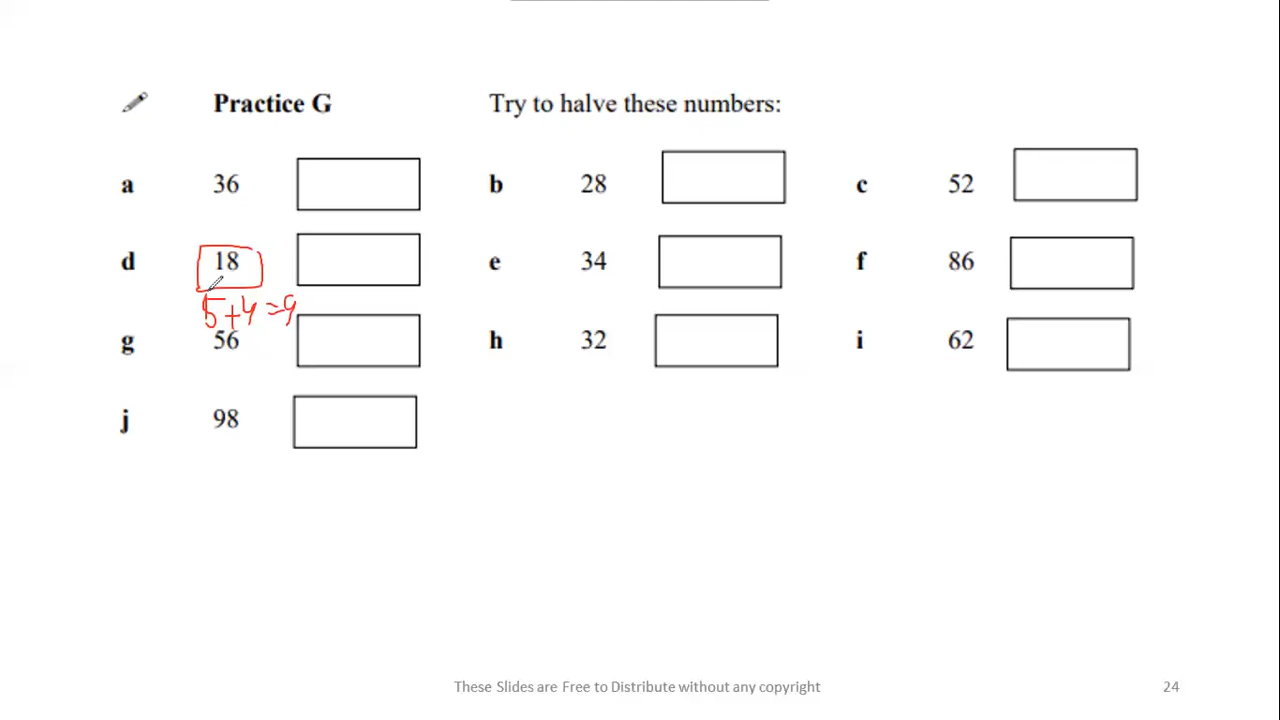 Practice G Try to halve these numbers:
a 36 b 28 c 52
d 18 e 34 f 86
5+4=9
g 56 h 32 i 62
j 98
These Slides are Free to Distribute without any copyright 24